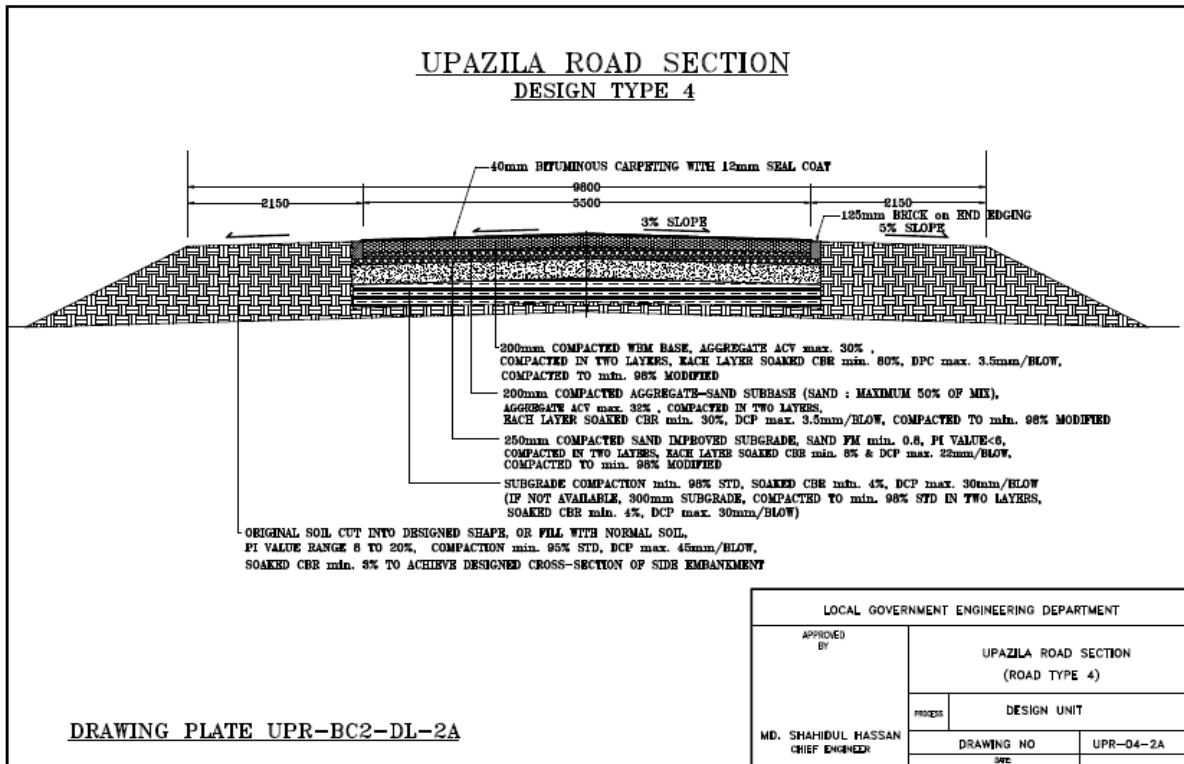 UPAZILA ROAD SECTION
DESIGN TYPE 4
40mm BITUMINOUS CARPETING WITH 12mm SEAL COAT
9800
2150
5500
2150
125mm BRICK on END EDGING
3% SLOPE
5% SLOPE
200mm COMPACTED WBM BASE, AGGREGATE ACV max. 30% ,
COMPACTED IN TWO LAYERS, EACH LAYER SOAKED CBR min. 80%, DPC max. 3.5mm/BLOW,
COMPACTED TO min. 98% MODIFIED
200mm COMPACTED AGGREGATE-SAND SUBBASE (SAND : MAXIMUM 50% OF MIX),
AGGREGATE ACV max. 32% , COMPACTED IN TWO LAYERS,
EACH LAYER SOAKED CBR min. 30%, DCP max. 3.5mm/BLOW, COMPACTED TO min. 98% MODIFIED
250mm COMPACTED SAND IMPROVED SUBGRADE, SAND FM min. 0.8, PI VALUE<6,
COMPACTED IN TWO LAYERS, EACH LAYER SOAKED CBR min. 8% & DCP max. 22mm/BLOW,
COMPACTED TO min. 98% MODIFIED
SUBGRADE COMPACTION min. 98% STD, SOAKED CBR min. 4%, DCP max. 30mm/BLOW
(IF NOT AVAILABLE, 300mm SUBGRADE, COMPACTED TO min. 98% STD IN TWO LAYERS,
SOAKED CBR min. 4%, DCP max. 30mm/BLOW)
ORIGINAL SOIL CUT INTO DESIGNED SHAPE, OR FILL WITH NORMAL SOIL,
PI VALUE RANGE 8 TO 20%, COMPACTION min. 95% STD, DCP max. 45mm/BLOW,
SOAKED CBR min. 3% TO ACHIEVE DESIGNED CROSS-SECTION OF SIDE EMBANKMENT
LOCAL GOVERNMENT ENGINEERING DEPARTMENT
APPROVED
BY
MD. SHAHIDUL HASSAN
CHIEF ENGINEER
UPAZILA ROAD SECTION
(ROAD TYPE 4)
PROCESS
DESIGN UNIT
DRAWING NO
UPR-04-2A
DATE
DRAWING PLATE UPR-BC2-DL-2A